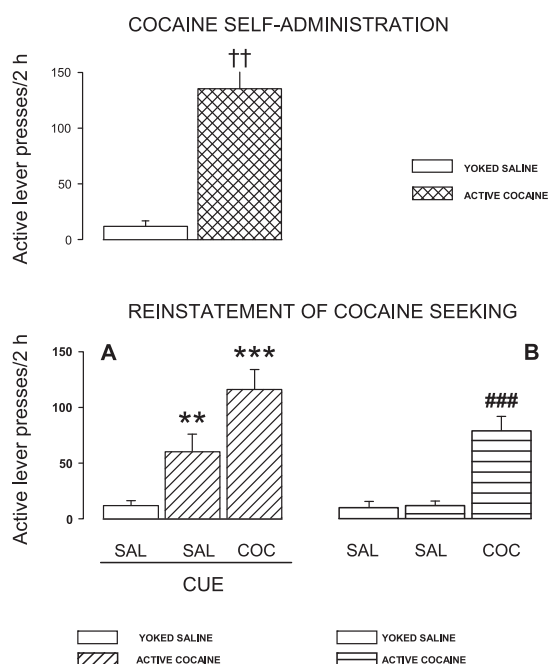 COCAINE SELF-ADMINISTRATION
Active lever presses/2 h
150
100
50
0
††
YOKED SALINE
ACTIVE COCAINE
REINSTATEMENT OF COCAINE SEEKING
Active lever presses/2 h
150
100
50
0
A
**
***
B
###
SAL SAL COC SAL SAL COC
CUE
YOKED SALINE YOKED SALINE
ACTIVE COCAINE ACTIVE COCAINE